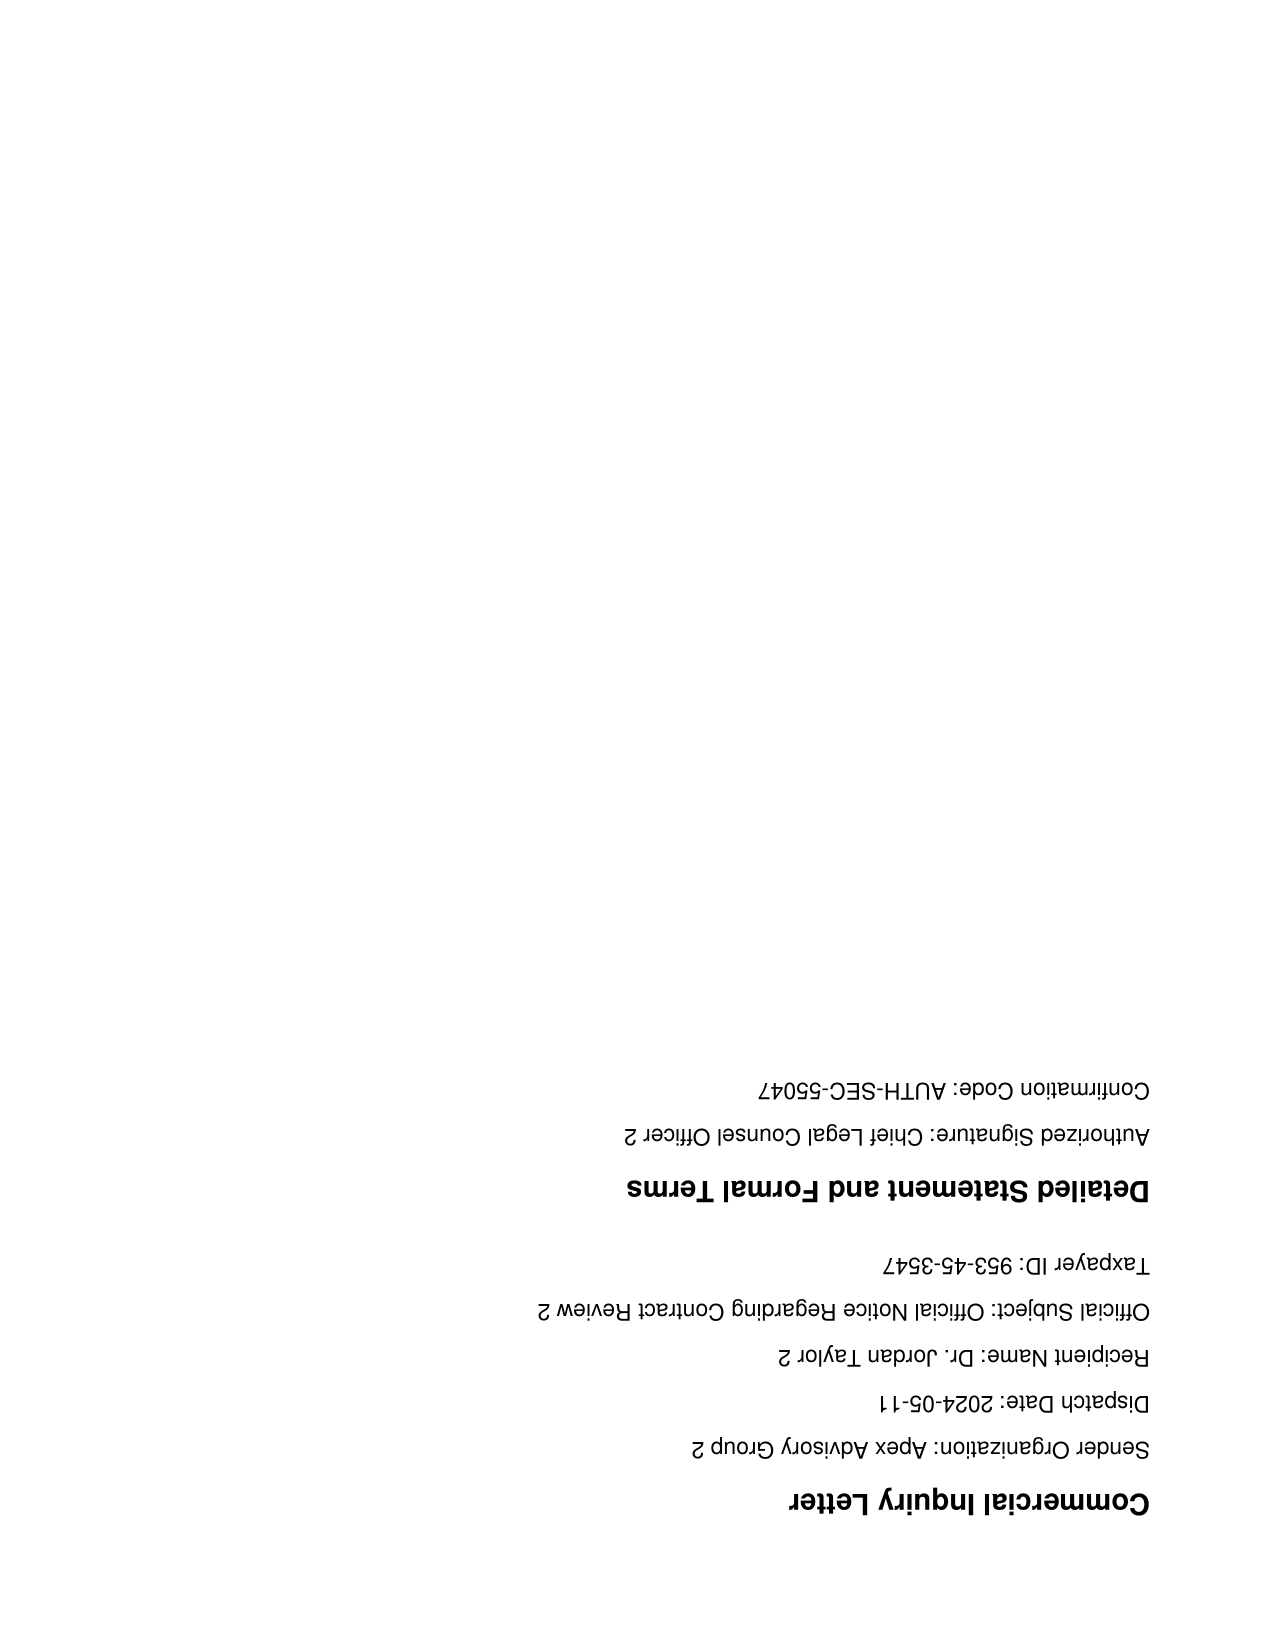 Commercial Inquiry Letter
Sender Organization: Apex Advisory Group 2
Dispatch Date: 2024-05-11
Recipient Name: Dr. Jordan Taylor 2
Official Subject: Official Notice Regarding Contract Review 2
Taxpayer ID: 953-45-3547
Detailed Statement and Formal Terms
Authorized Signature: Chief Legal Counsel Officer 2
Confirmation Code: AUTH-SEC-55047